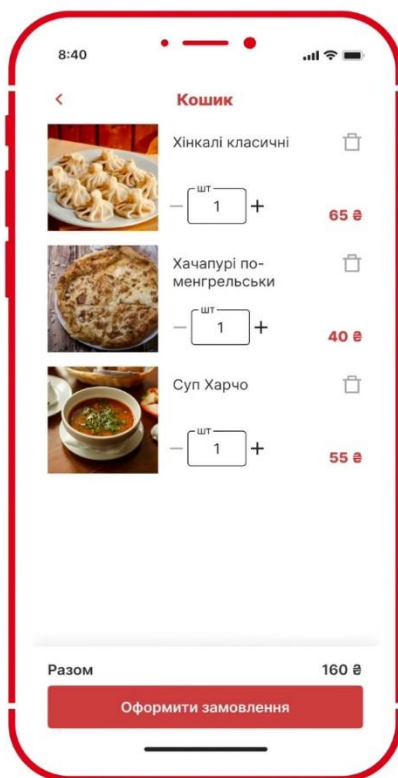 8:40
Кошик
Хінкалі класичні
шт
1
65 ₴
Хачапурі по-
менгрельськи
шт
1
40 ₴
Суп Харчо
шт
1
55 ₴
Разом 160 ₴
Оформити замовлення